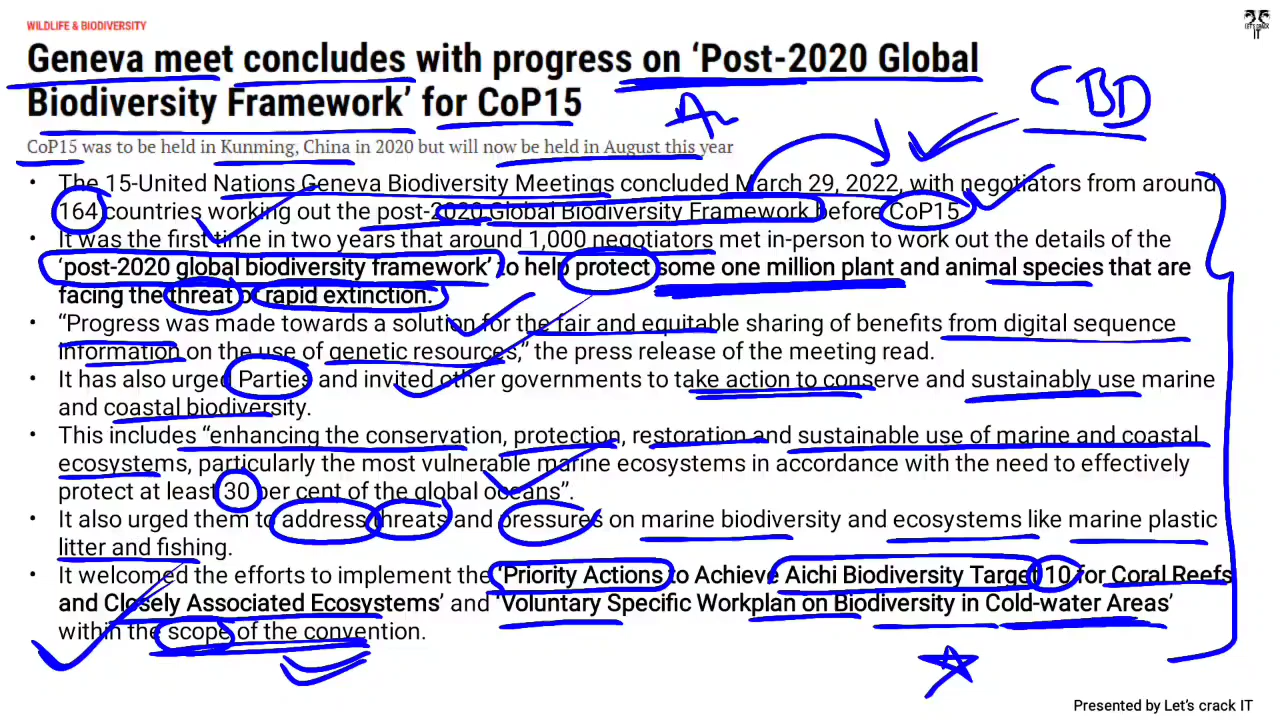 WILDLIFE & BIODIVERSITY
LET'S CRACK
IT
Geneva meet concludes with progress on ‘Post-2020 Global
Biodiversity Framework’ for CoP15
CBD
CoP15 was to be held in Kunming, China in 2020 but will now be held in August this year
• The 15-United Nations Geneva Biodiversity Meetings concluded March 29, 2022, with negotiators from around
164 countries working out the post-2020 Global Biodiversity Framework before CoP15.
• It was the first time in two years that around 1,000 negotiators met in-person to work out the details of the
‘post-2020 global biodiversity framework’ to help protect some one million plant and animal species that are
facing the threat of rapid extinction.
• “Progress was made towards a solution for the fair and equitable sharing of benefits from digital sequence
information on the use of genetic resources,” the press release of the meeting read.
• It has also urged Parties and invited other governments to take action to conserve and sustainably use marine
and coastal biodiversity.
• This includes “enhancing the conservation, protection, restoration and sustainable use of marine and coastal
ecosystems, particularly the most vulnerable marine ecosystems in accordance with the need to effectively
protect at least 30 per cent of the global oceans”.
• It also urged them to address threats and pressures on marine biodiversity and ecosystems like marine plastic
litter and fishing.
• It welcomed the efforts to implement the ‘Priority Actions to Achieve Aichi Biodiversity Target 10 for Coral Reefs
and Closely Associated Ecosystems’ and ‘Voluntary Specific Workplan on Biodiversity in Cold-water Areas’
within the scope of the convention.
Presented by Let’s crack IT